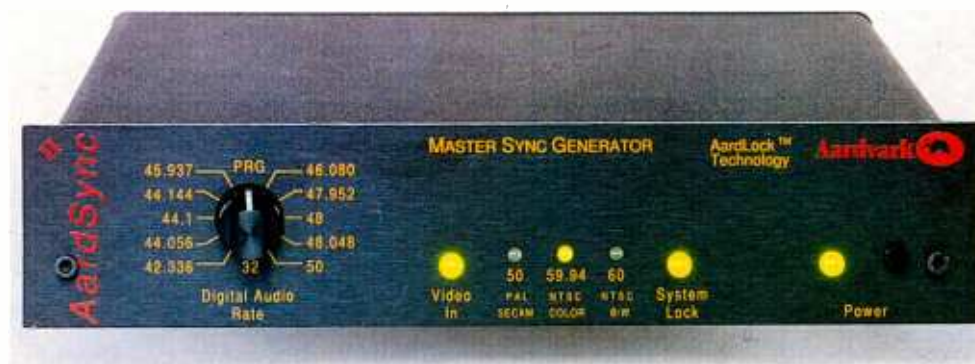 AardSync
MASTER SYNC GENERATOR
AardLock™
Technology
Aardvark
PRG
45.937
46.080
44.144
47.952
44.1
48
44.056
48.048
42.336
50
32
Digital Audio
Rate
Video
In
50
PAL
SECAM
59.94
NTSC
COLOR
60
NTSC
B/W
System
Lock
Power